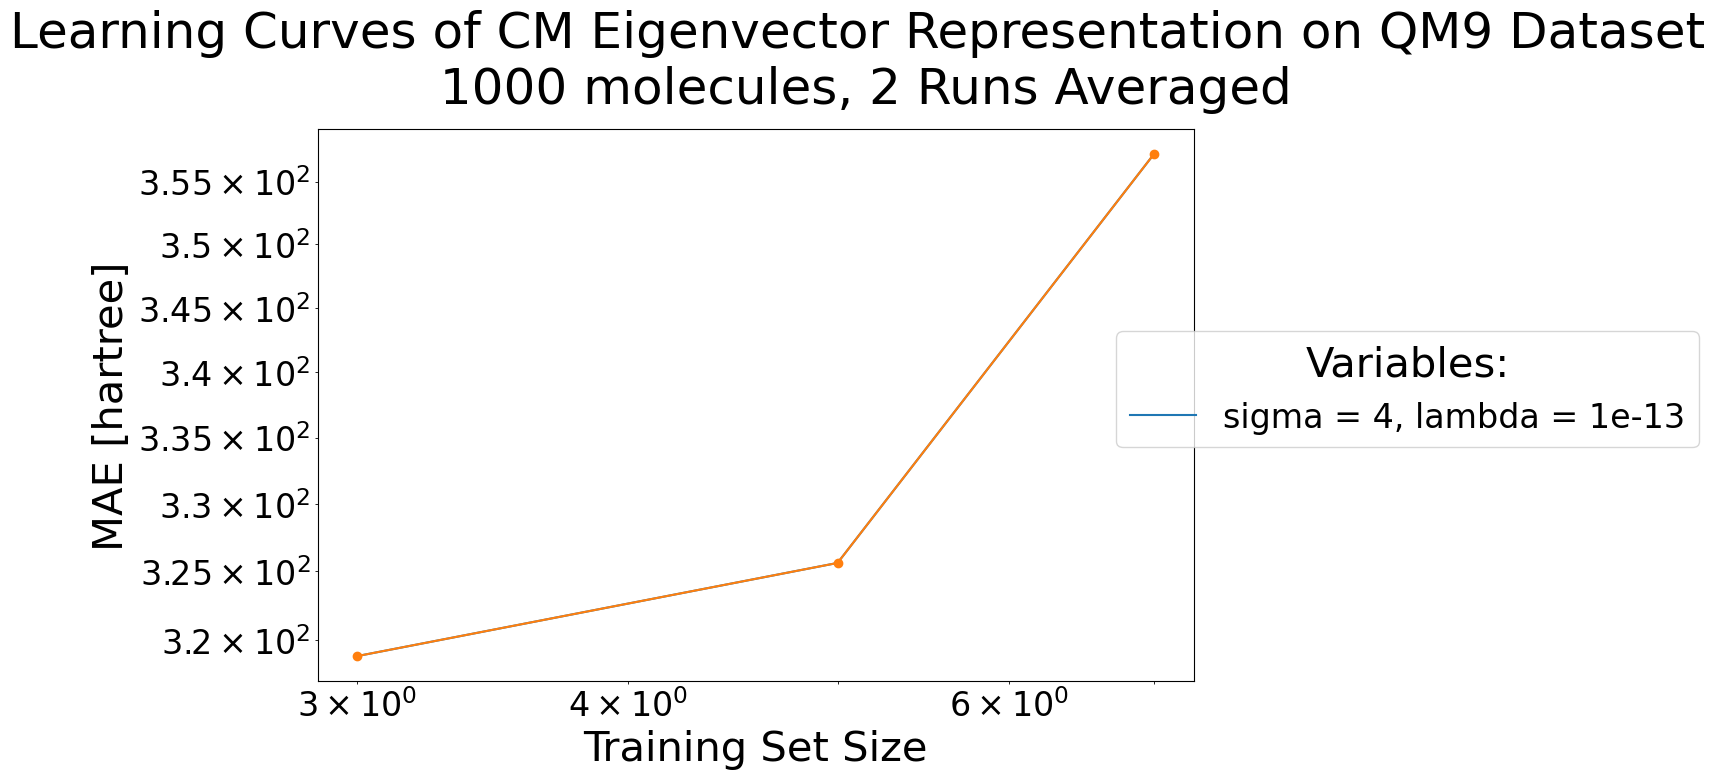 Learning Curves of CM Eigenvector Representation on QM9 Dataset
1000 molecules, 2 Runs Averaged
3.55 × 10²
3.5 × 10²
3.45 × 10²
3.4 × 10²
3.35 × 10²
3.3 × 10²
3.25 × 10²
3.2 × 10²
MAE [hartree]
3 × 10⁰ 4 × 10⁰ 6 × 10⁰
Training Set Size
Variables:
sigma = 4, lambda = 1e-13